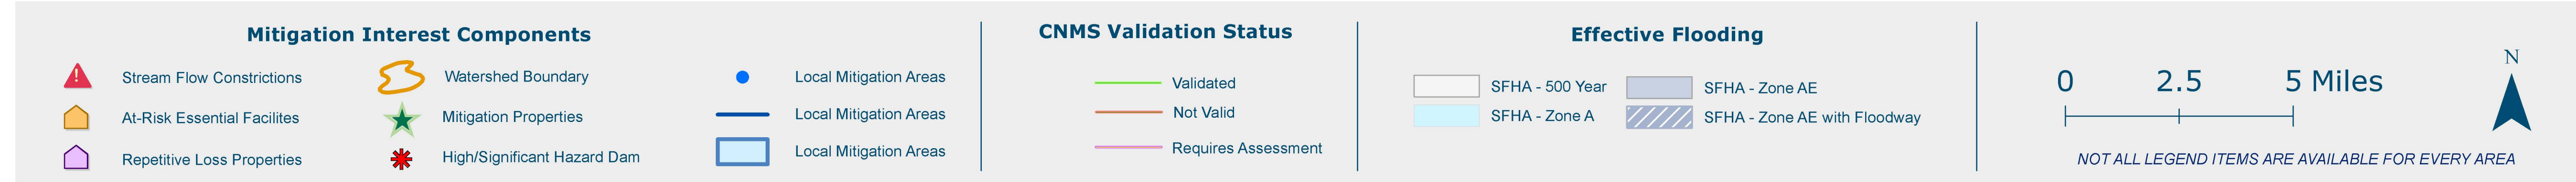 Mitigation Interest Components
Stream Flow Constrictions
At-Risk Essential Facilites
Repetitive Loss Properties
Watershed Boundary
Mitigation Properties
High/Significant Hazard Dam
Local Mitigation Areas
Local Mitigation Areas
Local Mitigation Areas
CNMS Validation Status
Validated
Not Valid
Requires Assessment
Effective Flooding
SFHA - 500 Year
SFHA - Zone A
SFHA - Zone AE
SFHA - Zone AE with Floodway
0 2.5 5 Miles
N
NOT ALL LEGEND ITEMS ARE AVAILABLE FOR EVERY AREA